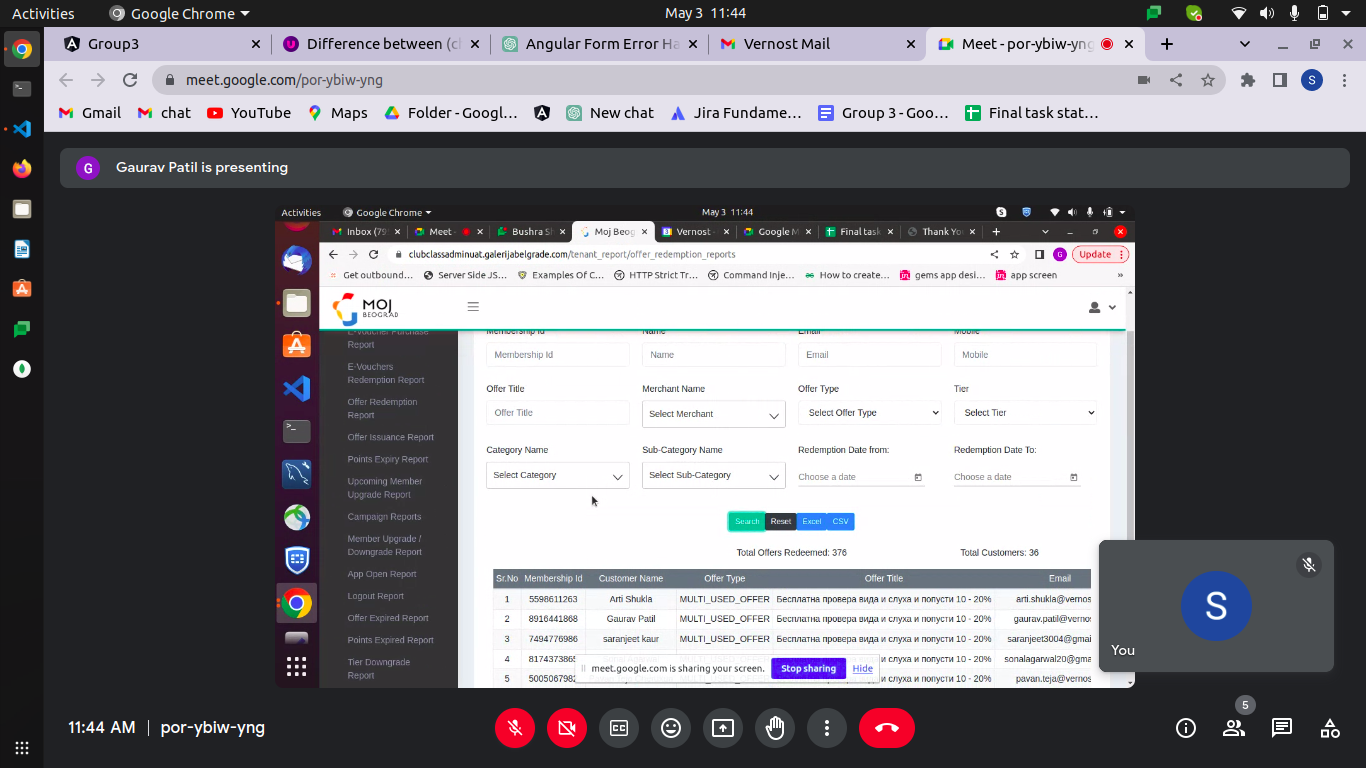 Activities Google Chrome May 3 11:44
Group3 Difference between (cl Angular Form Error Ha Vernost Mail Meet - por-ybiw-yng
meet.google.com/por-ybiw-yng S
Gmail chat YouTube Maps Folder - Googl... New chat Jira Fundame... Group 3 - Goo... Final task stat...
G Gaurav Patil is presenting
Activities Google Chrome May 3 11:44
Inbox (79 Meet - Bushra Sh Moj Beog Vernost - Google M Final task Thank Yo
clubclassadminuat.galerijabelgrade.com/tenant_report/offer_redemption_reports G Update
Get outbound... Server Side JS... Examples Of C... HTTP Strict Tr... Command Inje... How to create... gems app desi... app screen »
MOJ
BEOGRAD
E-Voucher Purchase
Report
E-Vouchers
Redemption Report
Offer Redemption
Report
Offer Issuance Report
Points Expiry Report
Upcoming Member
Upgrade Report
Campaign Reports
Member Upgrade /
Downgrade Report
App Open Report
Logout Report
Offer Expired Report
Points Expired Report
Tier Downgrade
Report
Membership Id Name Email Mobile
Membership Id Name Email Mobile
Offer Title Merchant Name Offer Type Tier
Offer Title Select Merchant Select Offer Type Select Tier
Category Name Sub-Category Name Redemption Date from: Redemption Date To:
Select Category Select Sub-Category Choose a date Choose a date
Search Reset Excel CSV
Total Offers Redeemed: 376 Total Customers: 36
Sr.No Membership Id Customer Name Offer Type Offer Title Email
1 5598611263 Arti Shukla MULTI_USED_OFFER Бесплатна провера вида и слуха и попусти 10 - 20% arti.shukla@vernos
2 8916441868 Gaurav Patil MULTI_USED_OFFER Бесплатна провера вида и слуха и попусти 10 - 20% gaurav.patil@verno
3 7494776986 saranjeet kaur MULTI_USED_OFFER Бесплатна провера вида и слуха и попусти 10 - 20% saranjeet3004@gmai
4 8174373865 и слуха и попусти 10 - 20% sonalagarwal20@gma
5 500506798 и слуха и попусти 10 - 20% pavan.teja@vernos
meet.google.com is sharing your screen. Stop sharing Hide
S
You
11:44 AM por-ybiw-yng
5